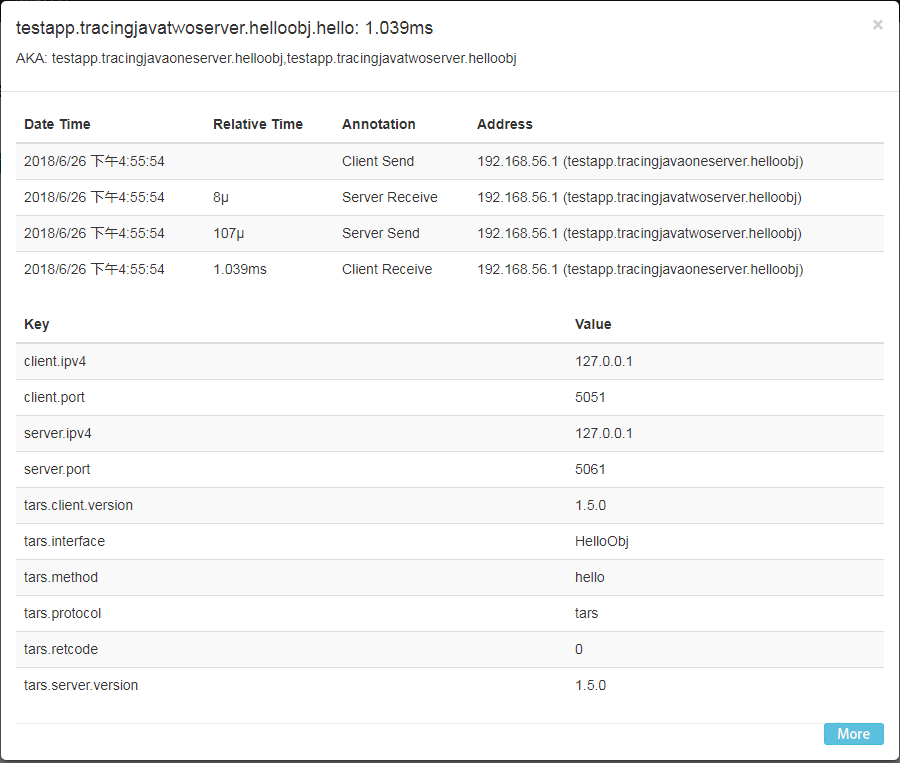 testapp.tracingjavatwoserver.helloobj.hello: 1.039ms ×
AKA: testapp.tracingjavaoneserver.helloobj,testapp.tracingjavatwoserver.helloobj
Date Time Relative Time Annotation Address
2018/6/26 下午4:55:54 Client Send 192.168.56.1 (testapp.tracingjavaoneserver.helloobj)
2018/6/26 下午4:55:54 8μ Server Receive 192.168.56.1 (testapp.tracingjavatwoserver.helloobj)
2018/6/26 下午4:55:54 107μ Server Send 192.168.56.1 (testapp.tracingjavatwoserver.helloobj)
2018/6/26 下午4:55:54 1.039ms Client Receive 192.168.56.1 (testapp.tracingjavaoneserver.helloobj)
Key Value
client.ipv4 127.0.0.1
client.port 5051
server.ipv4 127.0.0.1
server.port 5061
tars.client.version 1.5.0
tars.interface HelloObj
tars.method hello
tars.protocol tars
tars.retcode 0
tars.server.version 1.5.0
More